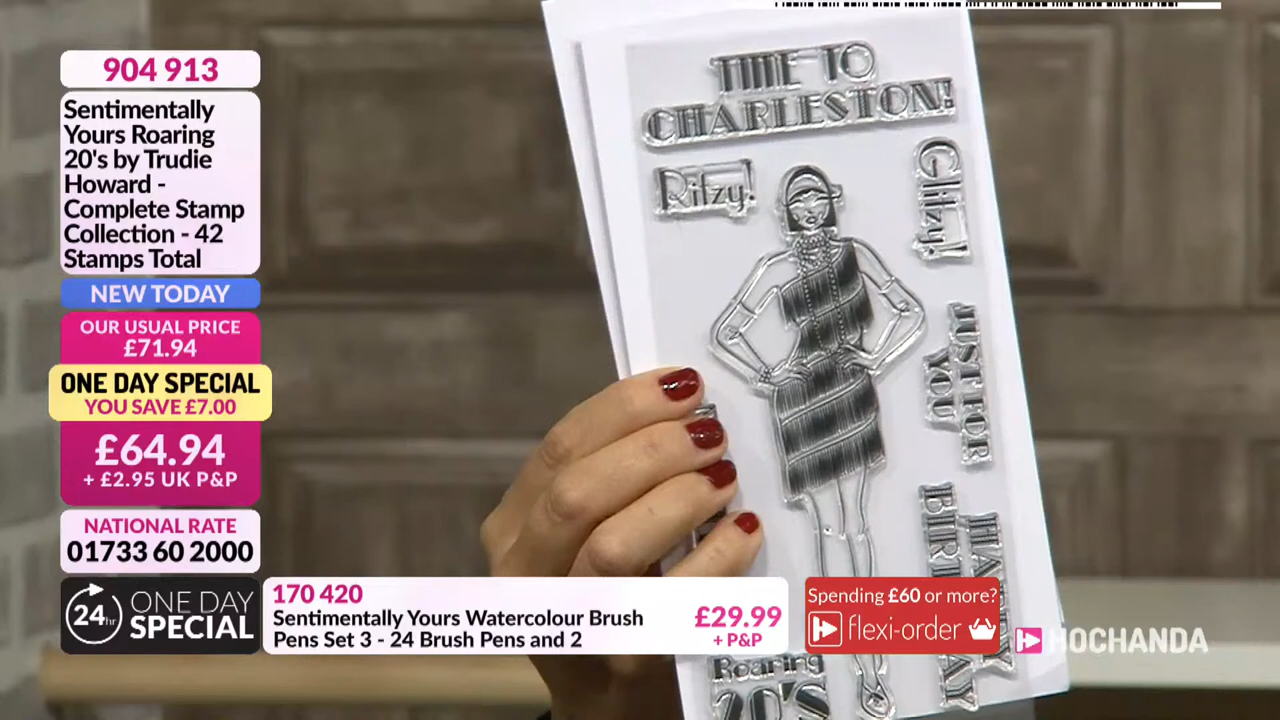 904 913
Sentimentally
Yours Roaring
20's by Trudie
Howard -
Complete Stamp
Collection - 42
Stamps Total
NEW TODAY
OUR USUAL PRICE
£71.94
ONE DAY SPECIAL
YOU SAVE £7.00
£64.94
+ £2.95 UK P&P
NATIONAL RATE
01733 60 2000
24hr
ONE DAY
SPECIAL
170 420
Sentimentally Yours Watercolour Brush
Pens Set 3 - 24 Brush Pens and 2
£29.99
+ P&P
Spending £60 or more?
flexi-order
HOCHANDA
TIME TO
CHARLESTON!
Ritzy!
Glitzy!
JUST FOR
YOU
HAPPY
BIRTHDAY
Roaring
20'S